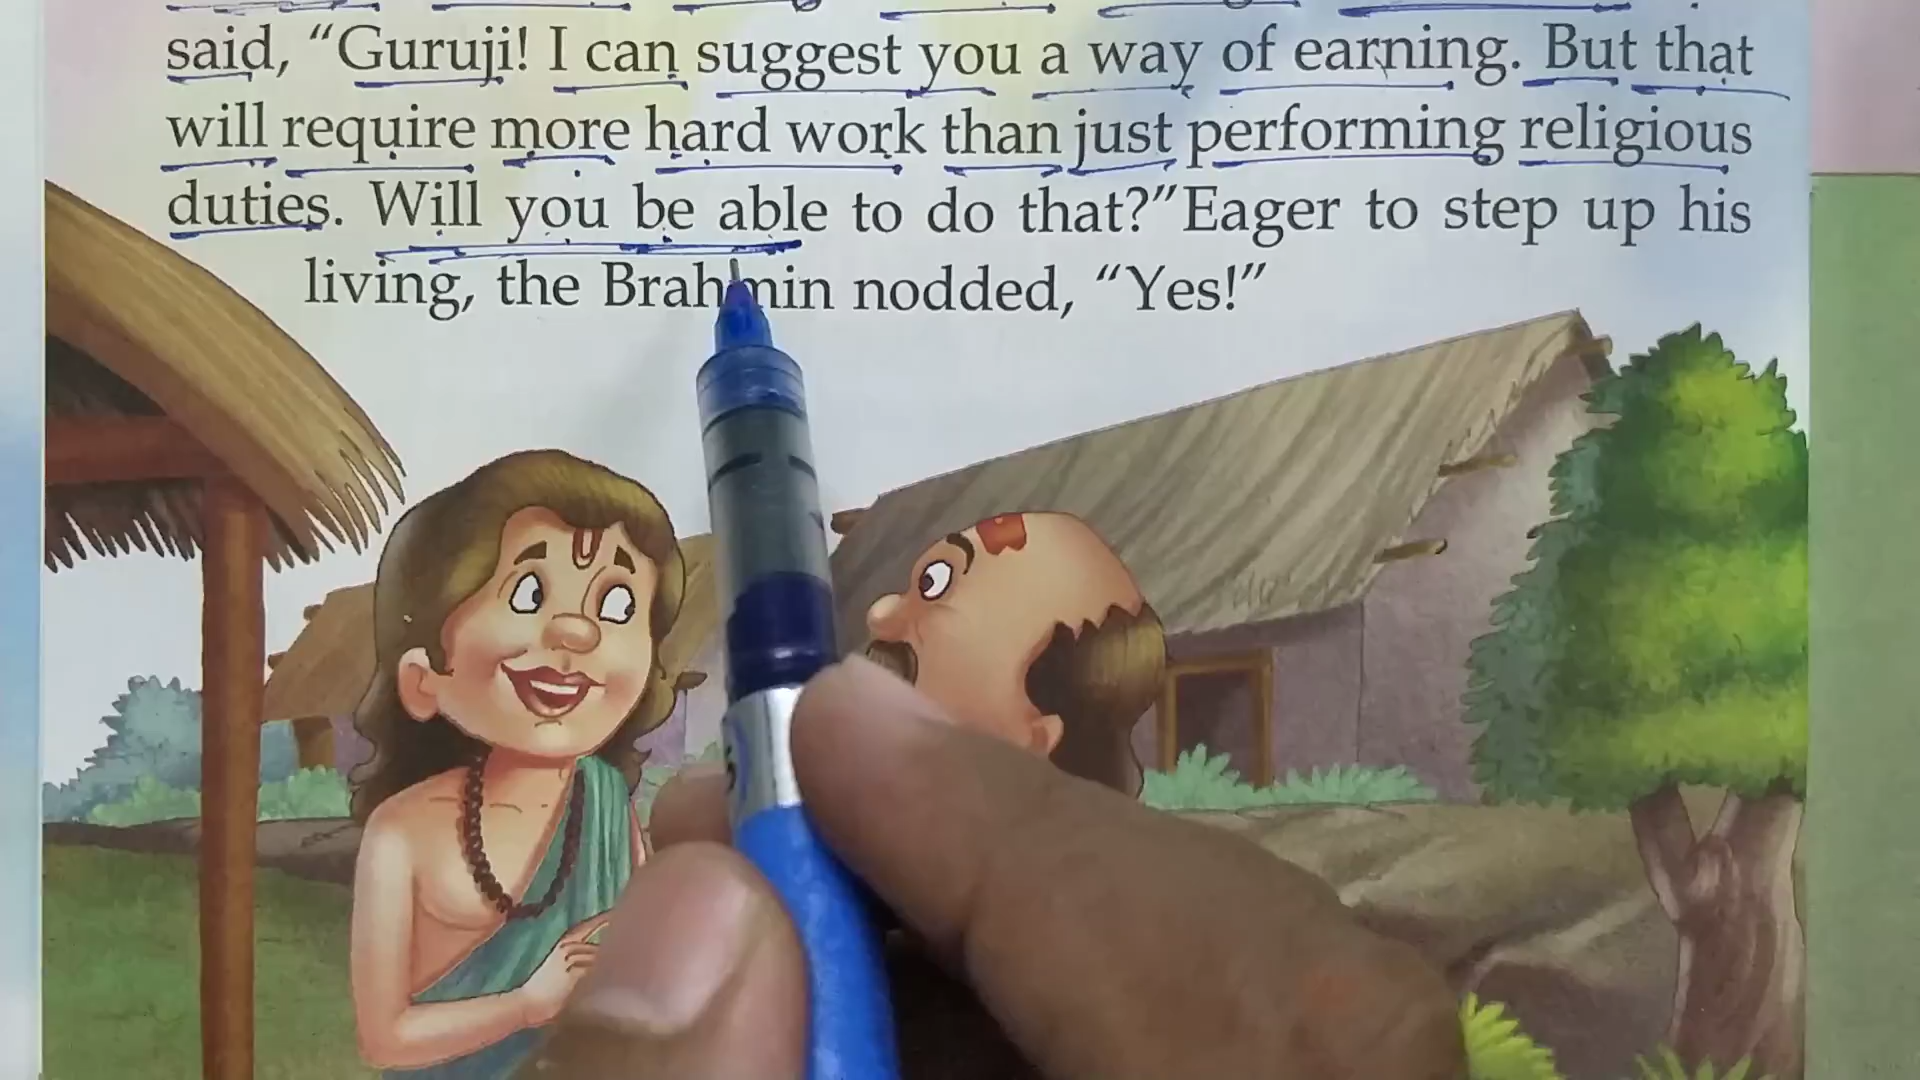 said, “Guruji! I can suggest you a way of earning. But that
will require more hard work than just performing religious
duties. Will you be able to do that?” Eager to step up his
living, the Brahmin nodded, “Yes!”